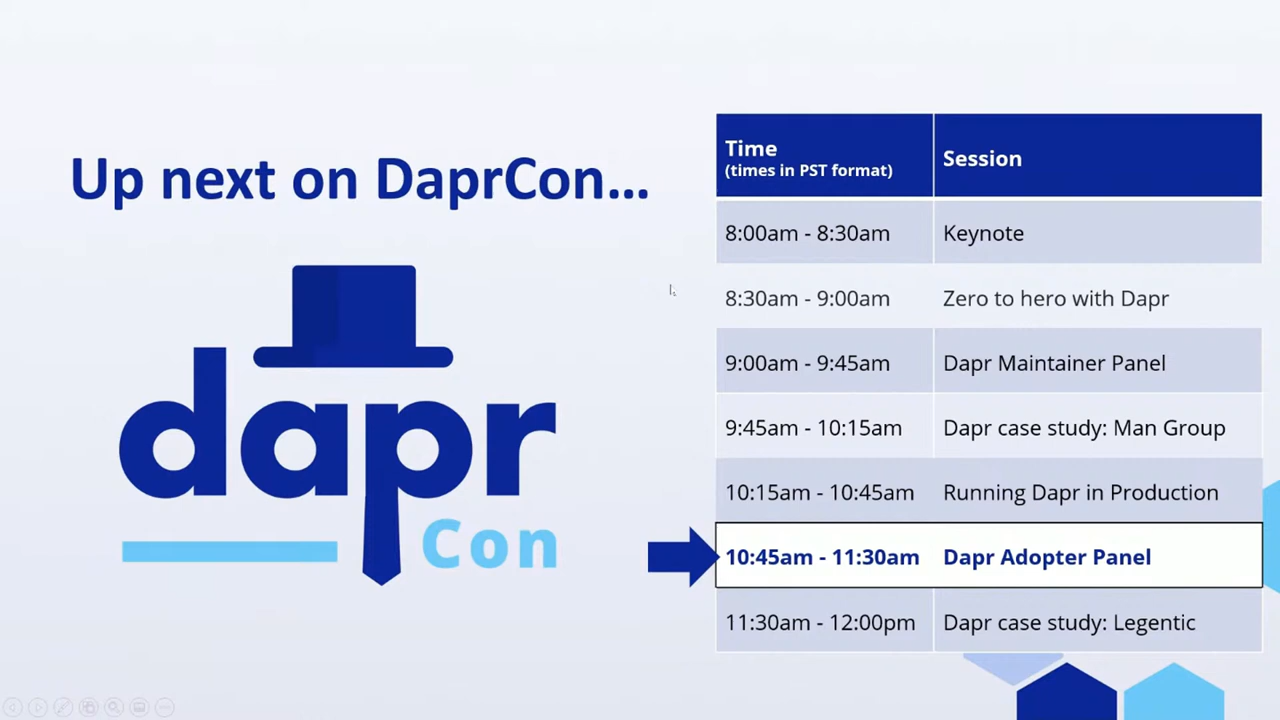 Up next on DaprCon...
dapr
Con
Time Session
(times in PST format)
8:00am - 8:30am Keynote
8:30am - 9:00am Zero to hero with Dapr
9:00am - 9:45am Dapr Maintainer Panel
9:45am - 10:15am Dapr case study: Man Group
10:15am - 10:45am Running Dapr in Production
10:45am - 11:30am Dapr Adopter Panel
11:30am - 12:00pm Dapr case study: Legentic